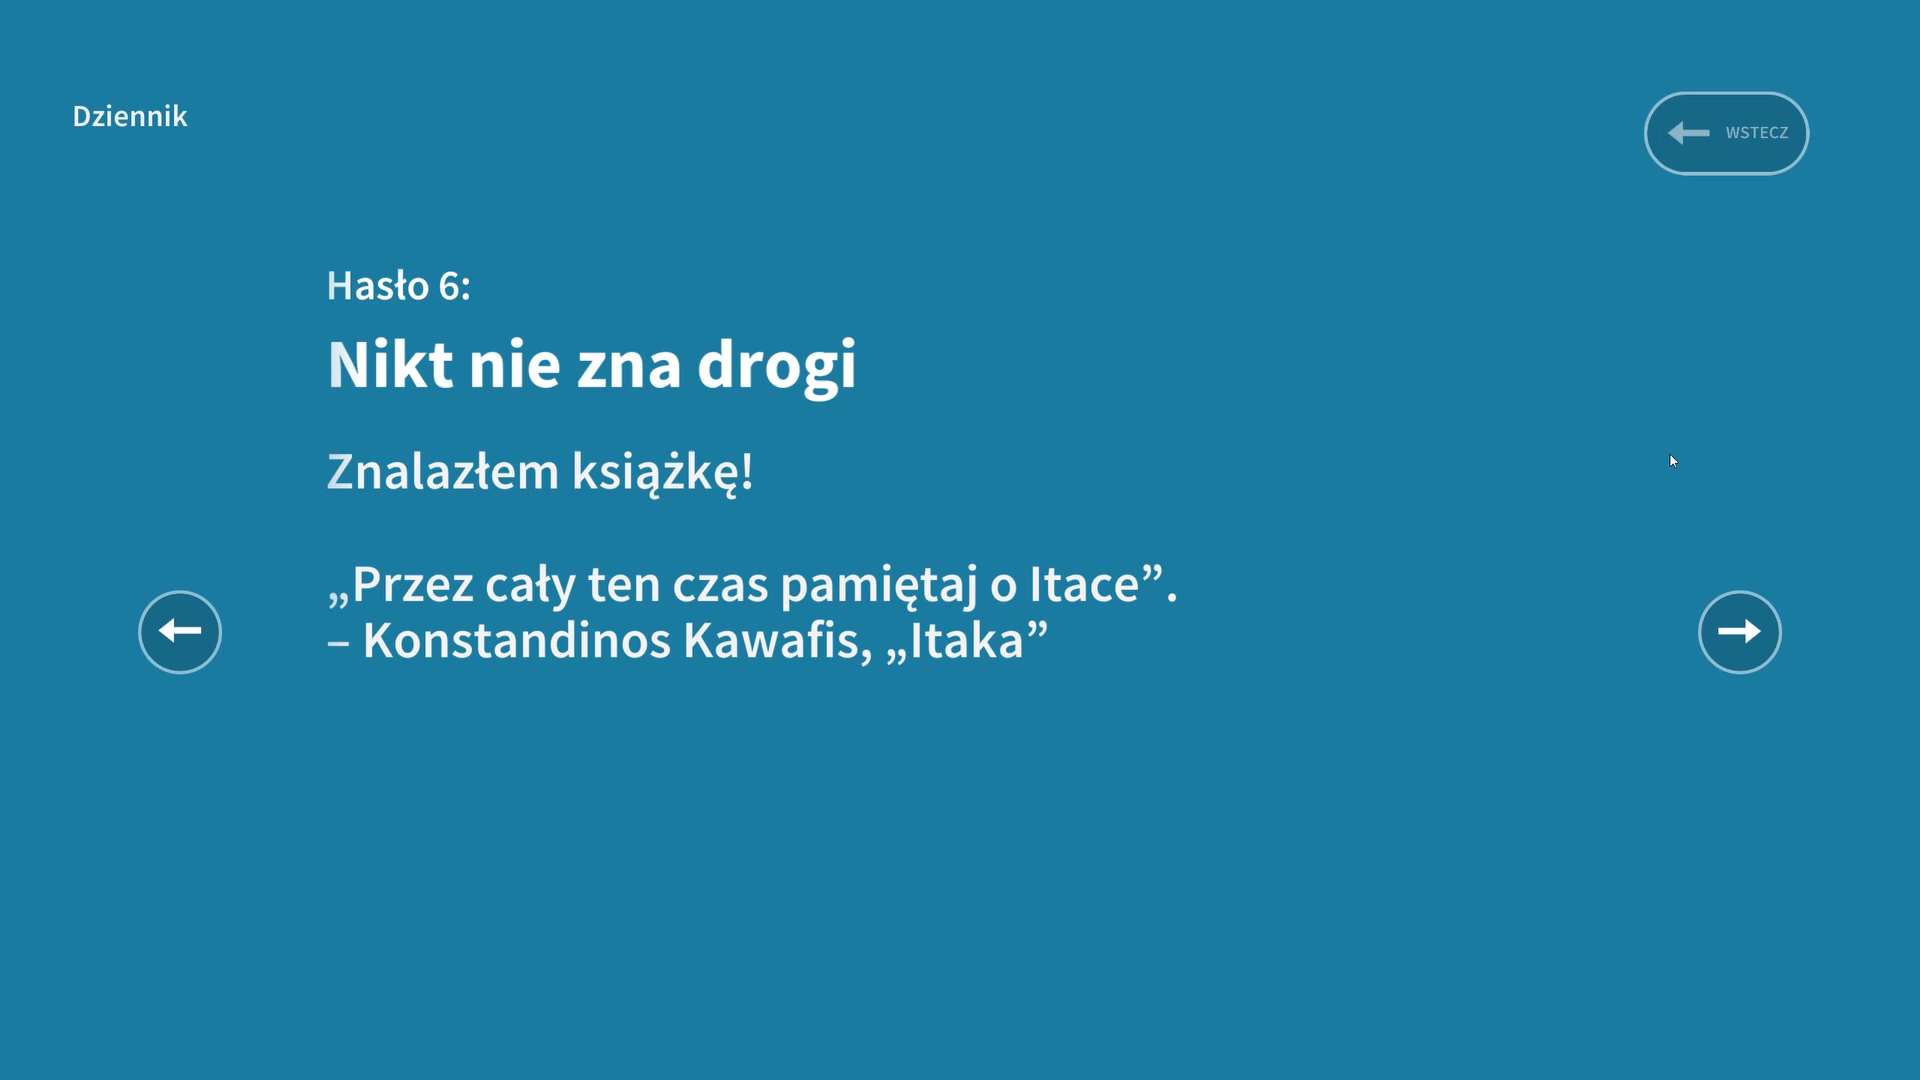 Dziennik
WSTECZ
Hasło 6:
Nikt nie zna drogi
Znalazłem książkę!
„Przez cały ten czas pamiętaj o Itace”.
– Konstandinos Kawafis, „Itaka”